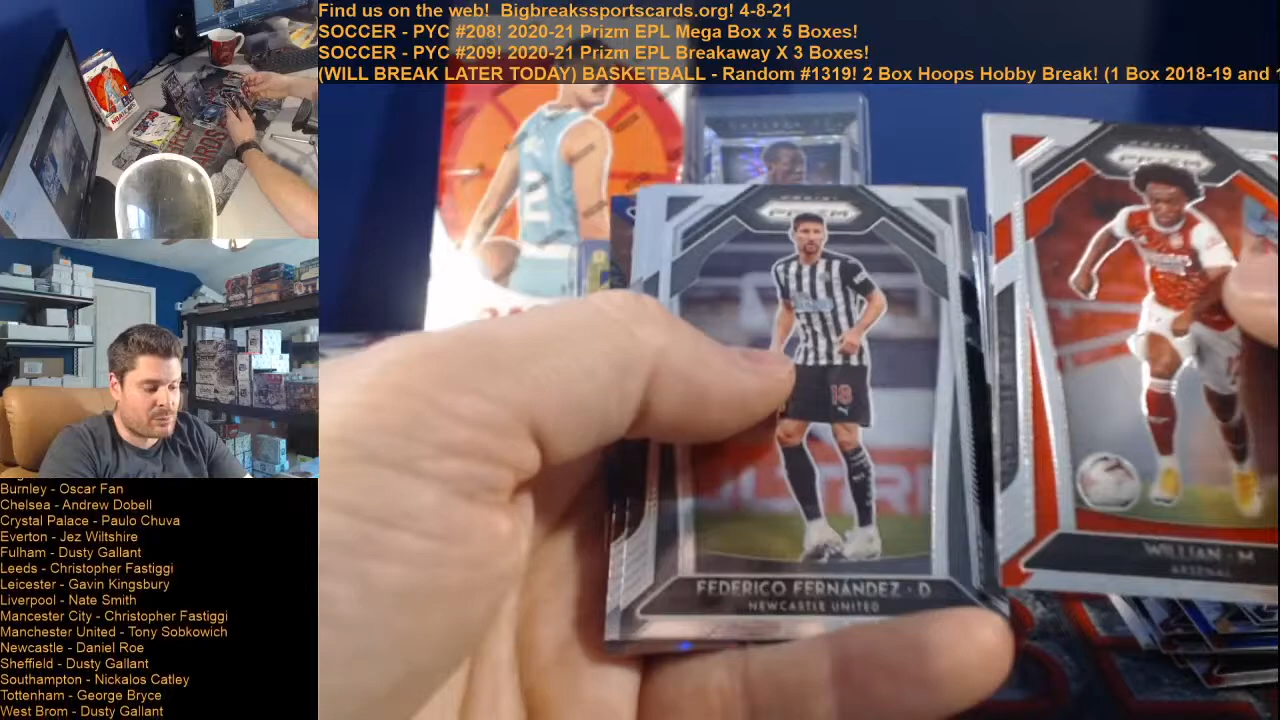 Find us on the web!  Bigbreakssportscards.org! 4-8-21
SOCCER - PYC #208! 2020-21 Prizm EPL Mega Box x 5 Boxes!
SOCCER - PYC #209! 2020-21 Prizm EPL Breakaway X 3 Boxes!
(WILL BREAK LATER TODAY) BASKETBALL - Random #1319! 2 Box Hoops Hobby Break! (1 Box 2018-19 and
PANINI
PRIZM
18
FEDERICO FERNÁNDEZ · D
NEWCASTLE UNITED
PRIZM
WILLIAN · M
ARSENAL
2
Burnley - Oscar Fan
Chelsea - Andrew Dobell
Crystal Palace - Paulo Chuva
Everton - Jez Wiltshire
Fulham - Dusty Gallant
Leeds - Christopher Fastiggi
Leicester - Gavin Kingsbury
Liverpool - Nate Smith
Mancester City - Christopher Fastiggi
Manchester United - Tony Sobkowich
Newcastle - Daniel Roe
Sheffield - Dusty Gallant
Southampton - Nickalos Catley
Tottenham - George Bryce
West Brom - Dusty Gallant